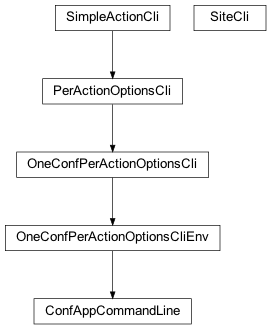 SimpleActionCli
SiteCli
PerActionOptionsCli
OneConfPerActionOptionsCli
OneConfPerActionOptionsCliEnv
ConfAppCommandLine